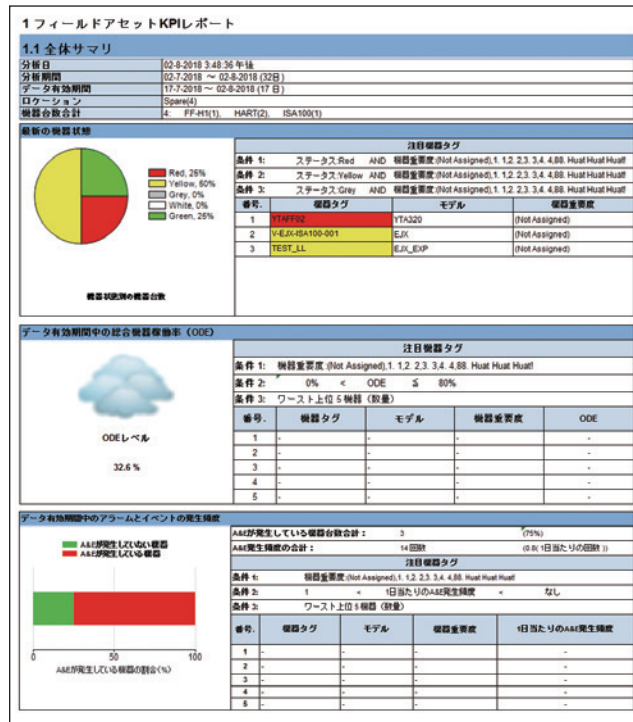 1 フィールドアセットKPIレポート
1.1 全体サマリ
分析日 02-8-2018 3:48:36 午後
分析期間 02-7-2018 ～ 02-8-2018 (32日)
データ有効期間 17-7-2018 ～ 02-8-2018 (17 日)
ロケーション Spare(4)
機器台数合計 4: FF-H1(1), HART(2), ISA100(1)
最新の機器状態
Red, 25%
Yellow, 50%
Grey, 0%
White, 0%
Green, 25%
機器状態別の機器台数
注目機器タグ
条件 1: ステータス:Red AND 機器重要度:(Not Assigned),1. 1,2. 2,3. 3,4. 4,88. Huat Huat Huat!
条件 2: ステータス:Yellow AND 機器重要度:(Not Assigned),1. 1,2. 2,3. 3,4. 4,88. Huat Huat Huat!
条件 3: ステータス:Grey AND 機器重要度:(Not Assigned),1. 1,2. 2,3. 3,4. 4,88. Huat Huat Huat!
番号. 機器タグ モデル 機器重要度
1 YTAFF02 YTA320 (Not Assigned)
2 V-EJX-ISA100-001 EJX (Not Assigned)
3 TEST_LL EJX_EXP (Not Assigned)
データ有効期間中の総合機器稼働率 (ODE)
ODEレベル
32.6 %
注目機器タグ
条件 1: 機器重要度:(Not Assigned),1. 1,2. 2,3. 3,4. 4,88. Huat Huat Huat!
条件 2: 0% < ODE ≦ 80%
条件 3: ワースト上位 5 機器 (数量)
番号. 機器タグ モデル 機器重要度 ODE
1 - - - -
2 - - - -
3 - - - -
4 - - - -
5 - - - -
データ有効期間中のアラームとイベントの発生頻度
A&Eが発生していない機器
A&Eが発生している機器
0 50 100
A&Eが発生している機器の割合(%)
A&Eが発生している機器台数合計: 3 (75%)
A&E発生頻度の合計: 14 回数 (0.8( 1日当たりの回数 ))
注目機器タグ
条件 1: 機器重要度:(Not Assigned),1. 1,2. 2,3. 3,4. 4,88. Huat Huat Huat!
条件 2: 1 < 1日当たりのA&E発生頻度 < なし
条件 3: ワースト上位 5 機器 (数量)
番号. 機器タグ モデル 機器重要度 1日当たりのA&E発生頻度
1 - - - -
2 - - - -
3 - - - -
4 - - - -
5 - - - -